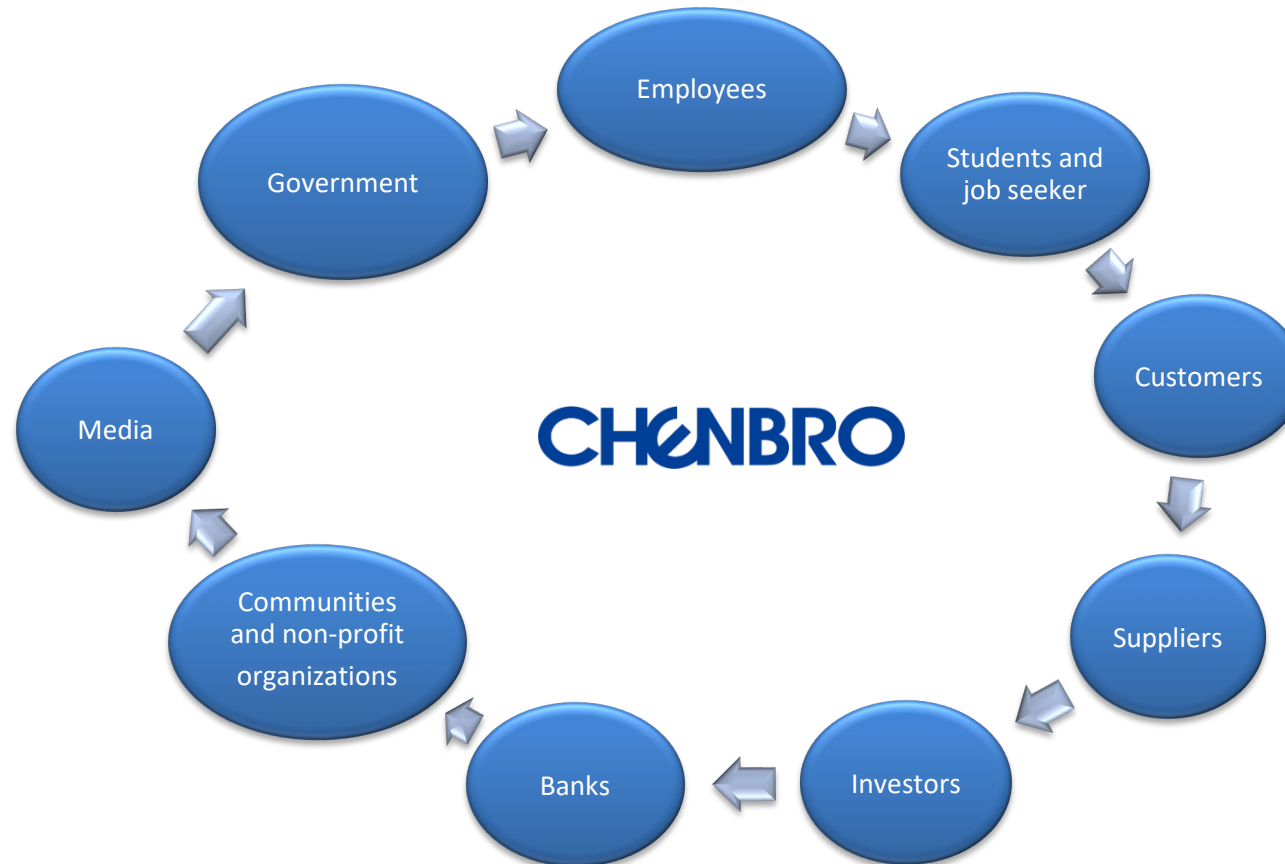 Employees
Government
Students and
job seeker
Customers
Media
CHENBRO
Communities
and non-profit
organizations
Suppliers
Investors
Banks